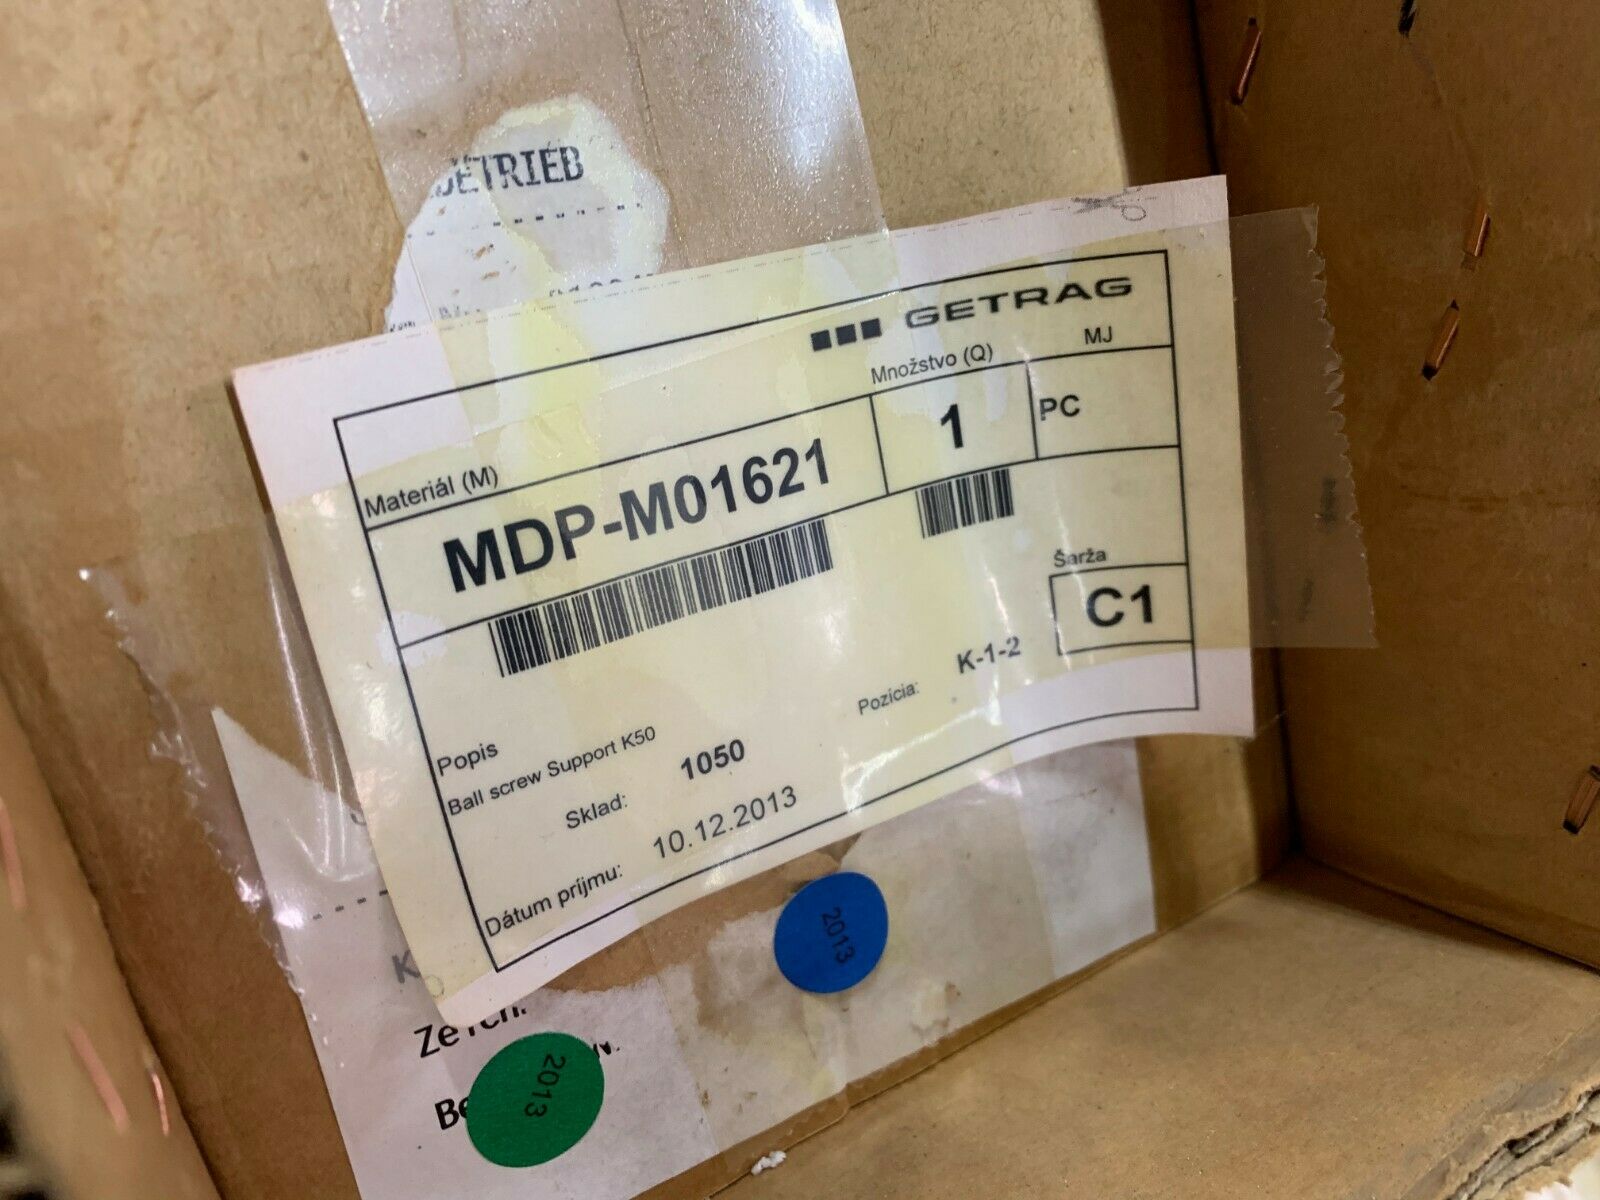 GETRAG
Materiál (M)
Množstvo (Q)
MJ
MDP-M01621
1
PC
Šarža
C1
Popis
Ball screw Support K50
Sklad:
1050
Pozícia:
K-1-2
Dátum príjmu:
10.12.2013
2013
2013